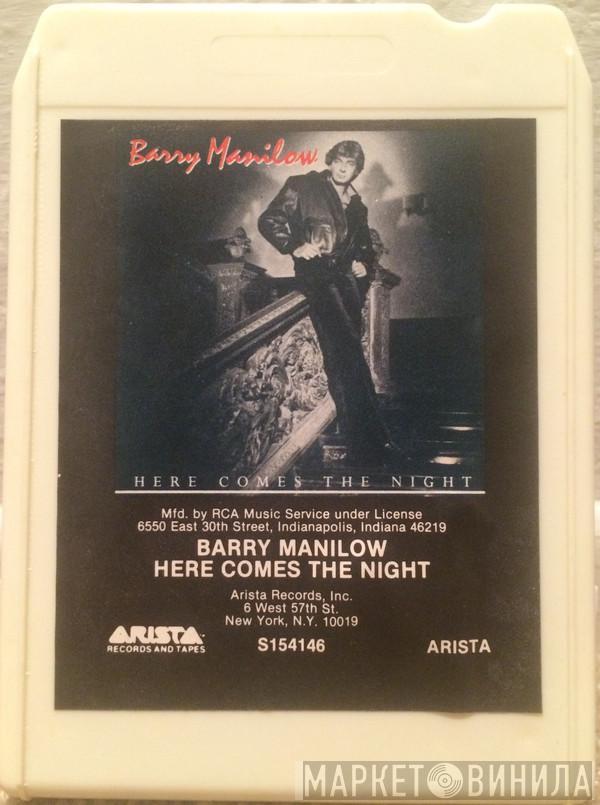 Barry Manilow
HERE COMES THE NIGHT
Mfd. by RCA Music Service under License
6550 East 30th Street, Indianapolis, Indiana 46219
BARRY MANILOW
HERE COMES THE NIGHT
Arista Records, Inc.
6 West 57th St.
New York, N.Y. 10019
ARISTA
RECORDS AND TAPES
S154146
ARISTA
МАРКЕТ ВИНИЛА